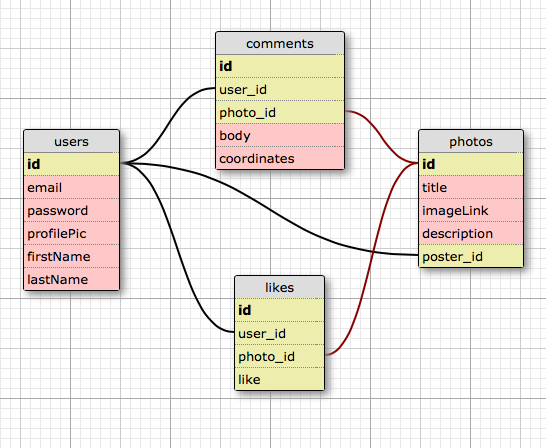 comments
id
user_id
photo_id
body
coordinates
users
id
email
password
profilePic
firstName
lastName
photos
id
title
imageLink
description
poster_id
likes
id
user_id
photo_id
like